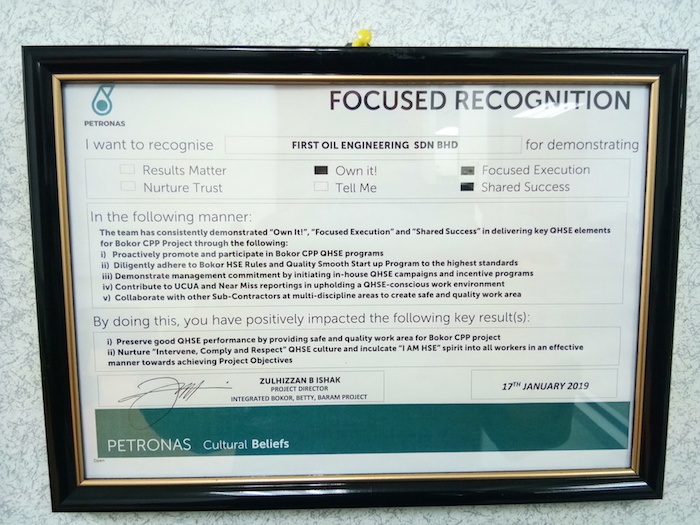 FOCUSED RECOGNITION
PETRONAS
I want to recognise FIRST OIL ENGINEERING SDN BHD for demonstrating
Results Matter Own it! Focused Execution
Nurture Trust Tell Me Shared Success
In the following manner:
The team has consistently demonstrated "Own It!", "Focused Execution" and "Shared Success" in delivering key QHSE elements
for Bokor CPP Project through the following:
i) Proactively promote and participate in Bokor CPP QHSE programs
ii) Diligently adhere to Bokor HSE Rules and Quality Smooth Start up Program to the highest standards
iii) Demonstrate management commitment by initiating in-house QHSE campaigns and incentive programs
iv) Contribute to UCUA and Near Miss reportings in upholding a QHSE-conscious work environment
v) Collaborate with other Sub-Contractors at multi-discipline areas to create safe and quality work area
By doing this, you have positively impacted the following key result(s):
i) Preserve good QHSE performance by providing safe and quality work area for Bokor CPP project
ii) Nurture "Intervene, Comply and Respect" QHSE culture and inculcate "I AM HSE" spirit into all workers in an effective
manner towards achieving Project Objectives
ZULHIZZAN B ISHAK
PROJECT DIRECTOR
INTEGRATED BOKOR, BETTY, BARAM PROJECT
17TH JANUARY 2019
PETRONAS Cultural Beliefs